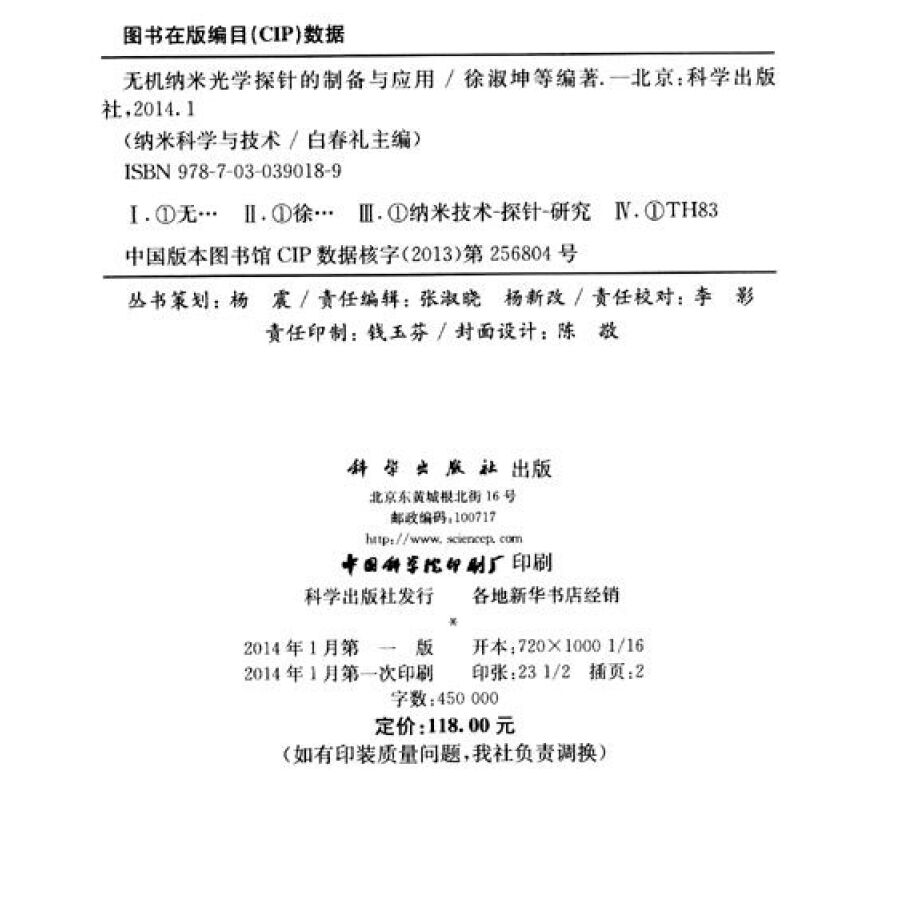 图书在版编目(CIP)数据
无机纳米光学探针的制备与应用 / 徐淑坤等编著.—北京:科学出版
社,2014.1
(纳米科学与技术 / 白春礼主编)
ISBN 978-7-03-039018-9
Ⅰ.①无… Ⅱ.①徐… Ⅲ.①纳米技术-探针-研究 Ⅳ.①TH83
中国版本图书馆 CIP 数据核字(2013)第 256804 号
丛书策划:杨 震 / 责任编辑:张淑晓 杨新改 / 责任校对:李 影
责任印制:钱玉芬 / 封面设计:陈 敬
科学出版社 出版
北京东黄城根北街 16 号
邮政编码:100717
http://www.sciencep.com
中国科学院印刷厂 印刷
科学出版社发行 各地新华书店经销
*
2014 年 1 月第 一 版 开本:720×1000 1/16
2014 年 1 月第一次印刷 印张:23 1/2 插页:2
字数:450 000
定价:118.00 元
(如有印装质量问题,我社负责调换)